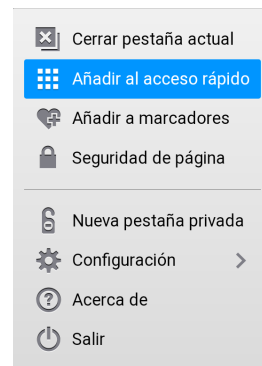 Cerrar pestaña actual
Añadir al acceso rápido
Añadir a marcadores
Seguridad de página
Nueva pestaña privada
Configuración
Acerca de
Salir